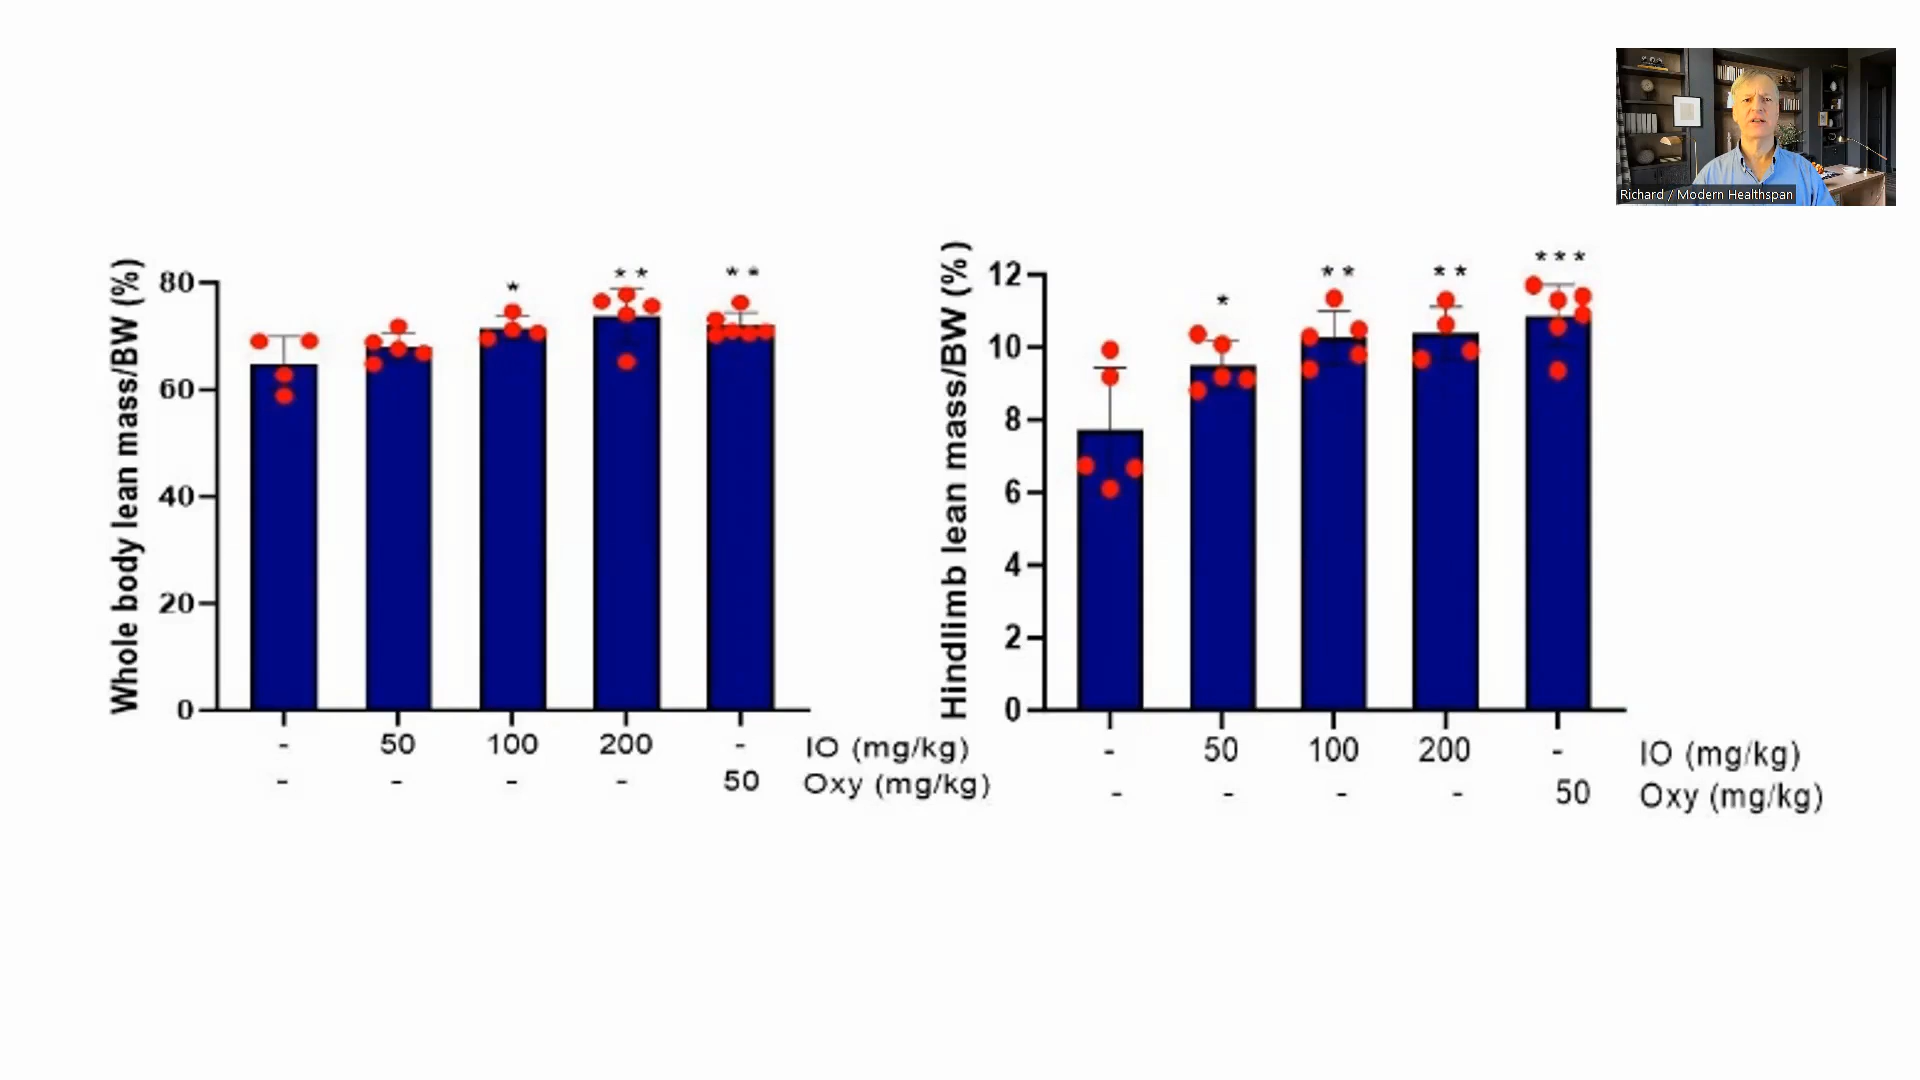 Richard / Modern Healthspan
Whole body lean mass/BW (%)
80
60
40
20
0
* ** **
- 50 100 200 - IO (mg/kg)
- - - - 50 Oxy (mg/kg)
Hindlimb lean mass/BW (%)
12
10
8
6
4
2
0
* ** ** ***
- 50 100 200 - IO (mg/kg)
- - - - 50 Oxy (mg/kg)